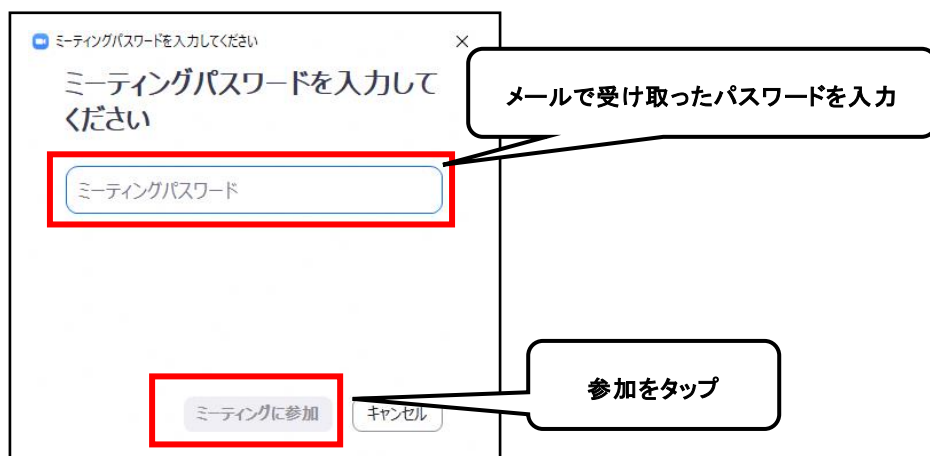 ミーティングパスワードを入力してください
ミーティングパスワードを入力して
ください
メールで受け取ったパスワードを入力
ミーティングパスワード
参加をタップ
ミーティングに参加
キャンセル